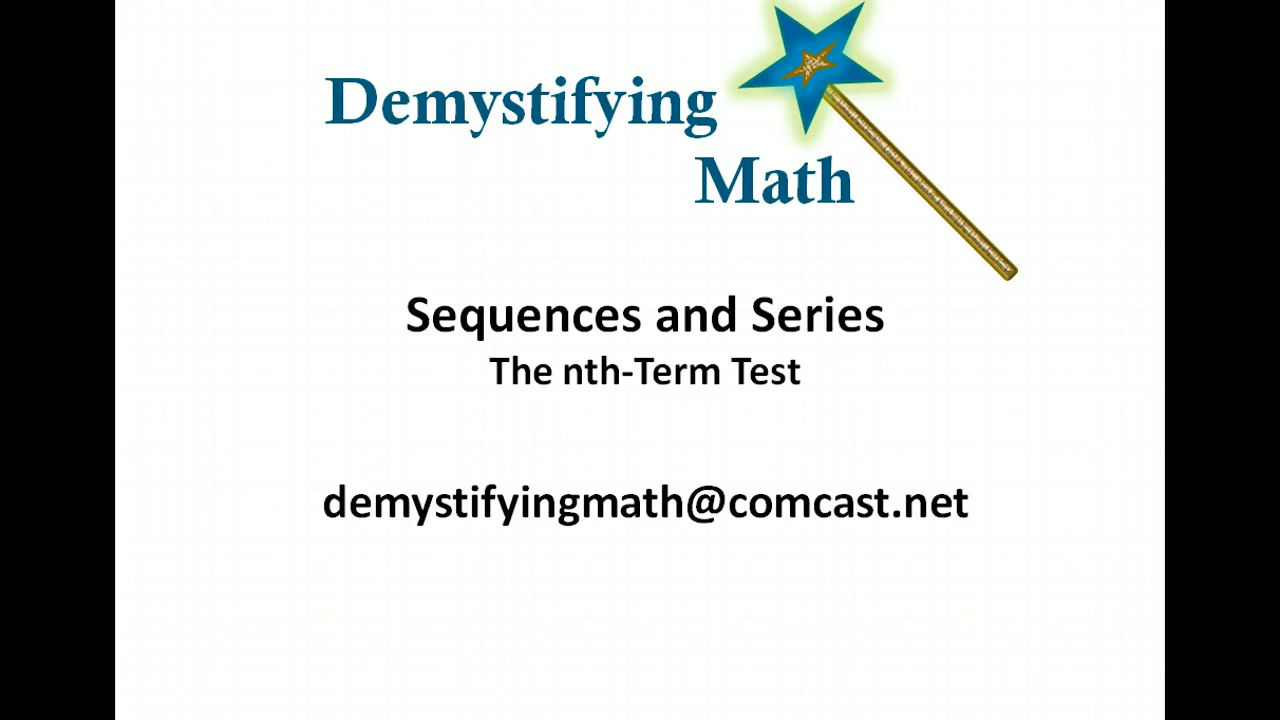 Demystifying
Math
Sequences and Series
The nth-Term Test
demystifyingmath@comcast.net